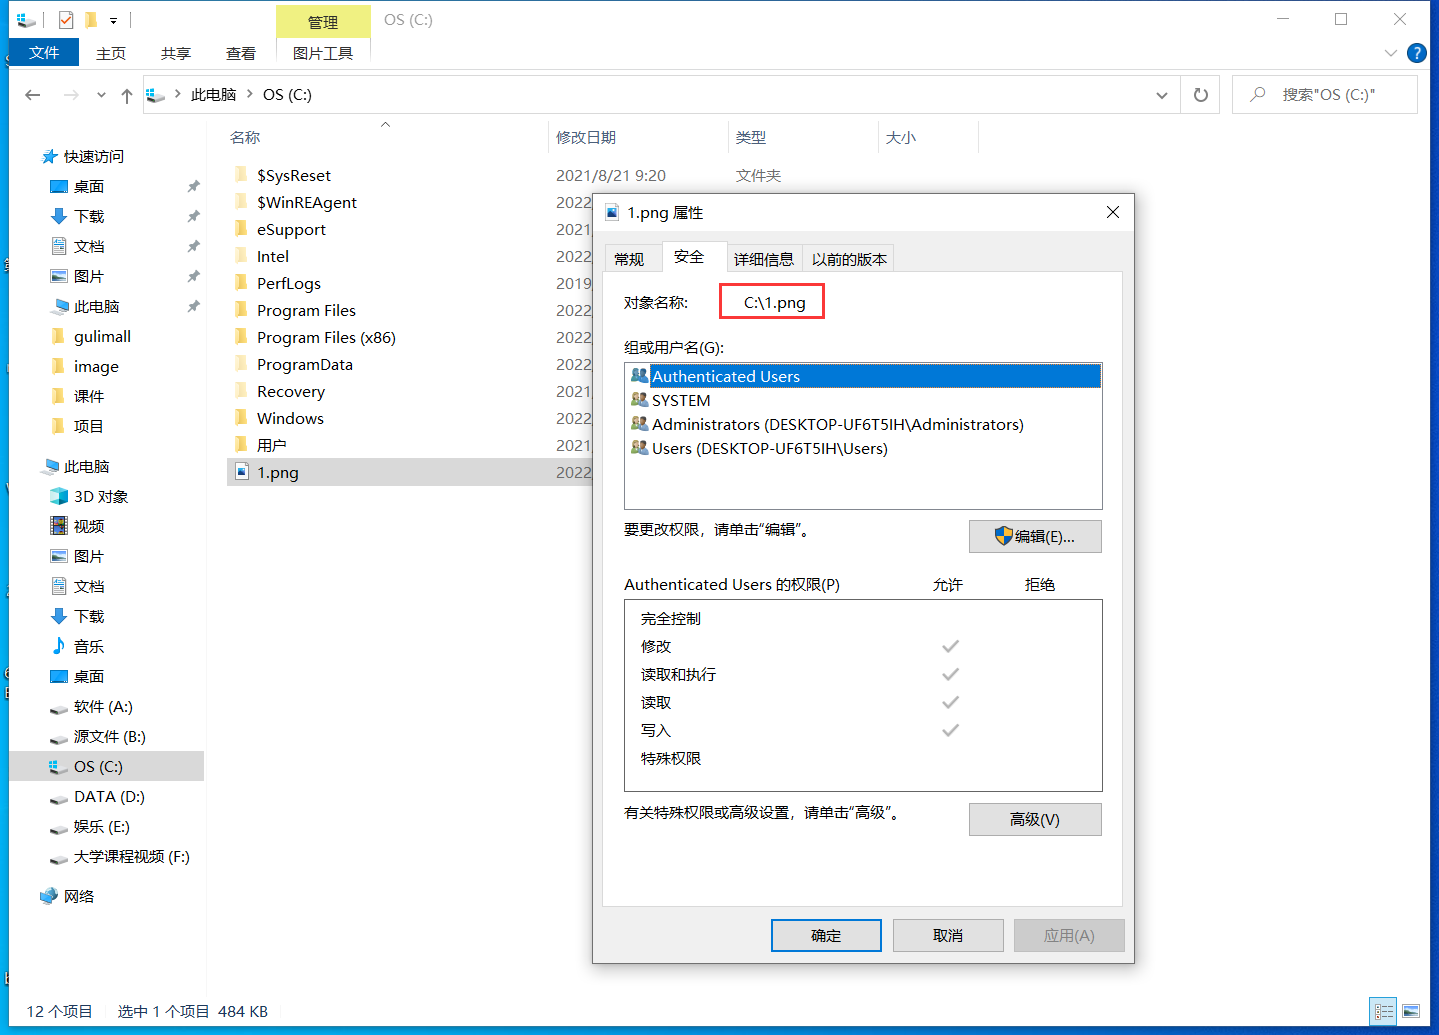 管理
OS (C:)
文件
主页
共享
查看
图片工具
此电脑
OS (C:)
搜索"OS (C:)"
名称
修改日期
类型
大小
快速访问
桌面
下载
文档
图片
此电脑
gulimall
image
课件
项目
此电脑
3D 对象
视频
图片
文档
下载
音乐
桌面
软件 (A:)
源文件 (B:)
OS (C:)
DATA (D:)
娱乐 (E:)
大学课程视频 (F:)
网络
$SysReset 2021/8/21 9:20 文件夹
$WinREAgent 2022
eSupport 2021
Intel 2022
PerfLogs 2019
Program Files 2022
Program Files (x86) 2022
ProgramData 2022
Recovery 2021
Windows 2022
用户 2021
1.png 2022
1.png 属性
常规
安全
详细信息
以前的版本
对象名称:
C:\1.png
组或用户名(G):
Authenticated Users
SYSTEM
Administrators (DESKTOP-UF6T5IH\Administrators)
Users (DESKTOP-UF6T5IH\Users)
要更改权限，请单击“编辑”。
编辑(E)...
Authenticated Users 的权限(P) 允许 拒绝
完全控制
修改
读取和执行
读取
写入
特殊权限
有关特殊权限或高级设置，请单击“高级”。
高级(V)
确定
取消
应用(A)
12 个项目
选中 1 个项目 484 KB